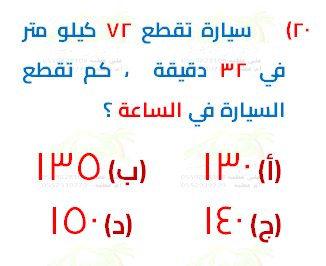 ٢٠) سيارة تقطع ٧٢ كيلو متر
في ٣٢ دقيقة ، كم تقطع
السيارة في الساعة ؟
(أ) ١٣٠ (ب) ١٣٥
(ج) ١٤٠ (د) ١٥٠